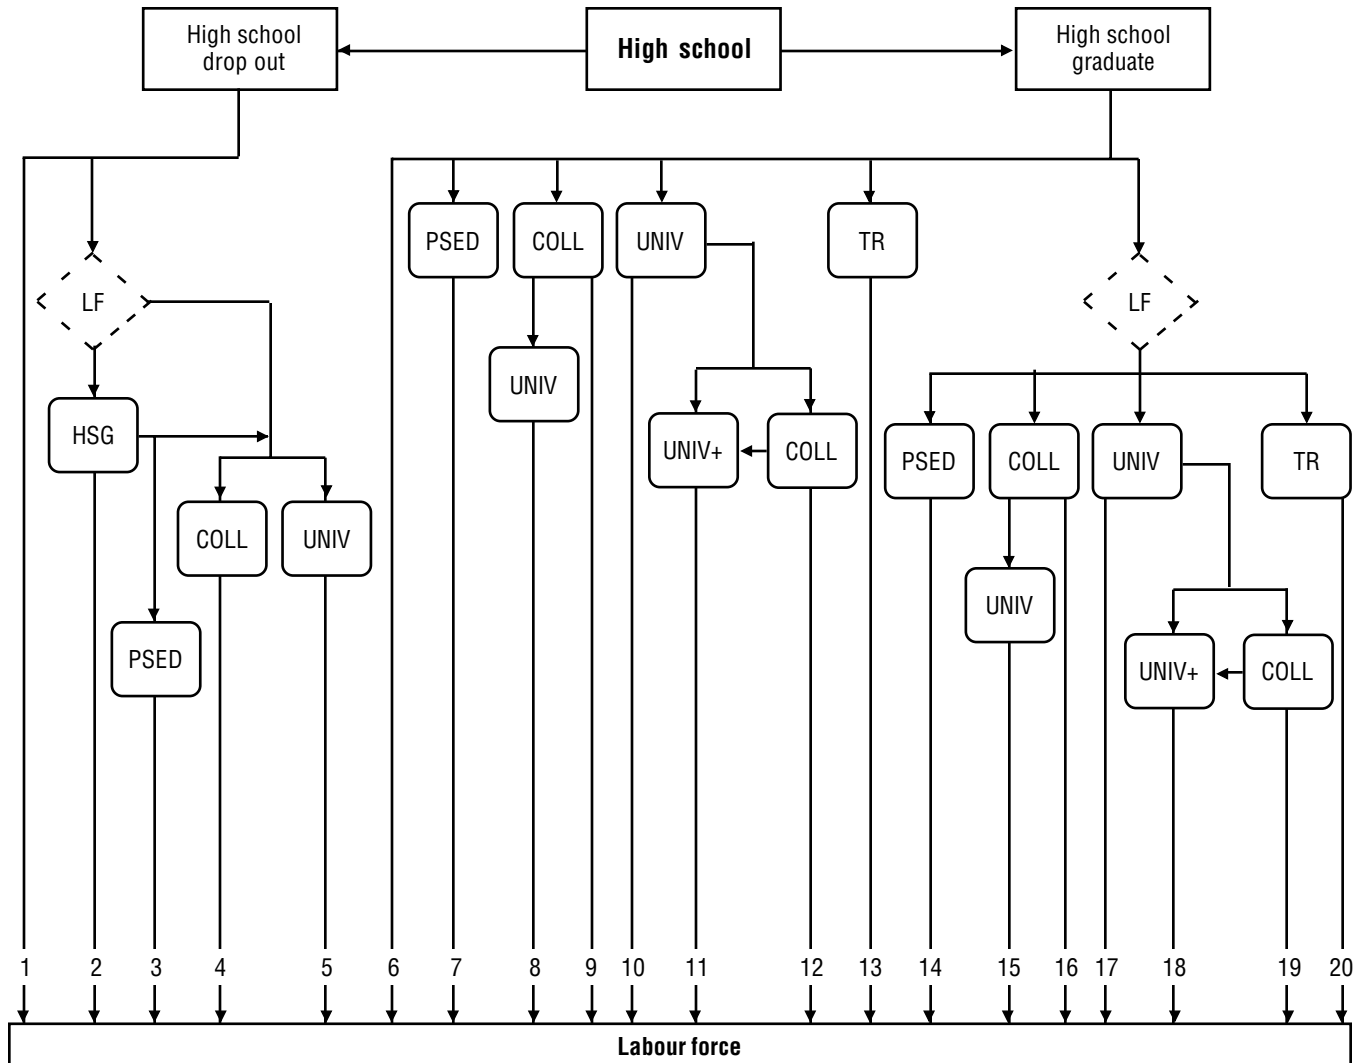 High school
drop out
High school
High school
graduate
PSED
COLL
UNIV
TR
LF
LF
UNIV
HSG
UNIV+
COLL
PSED
COLL
UNIV
TR
COLL
UNIV
UNIV
PSED
UNIV+
COLL
1 2 3 4 5 6 7 8 9 10 11 12 13 14 15 16 17 18 19 20
Labour force